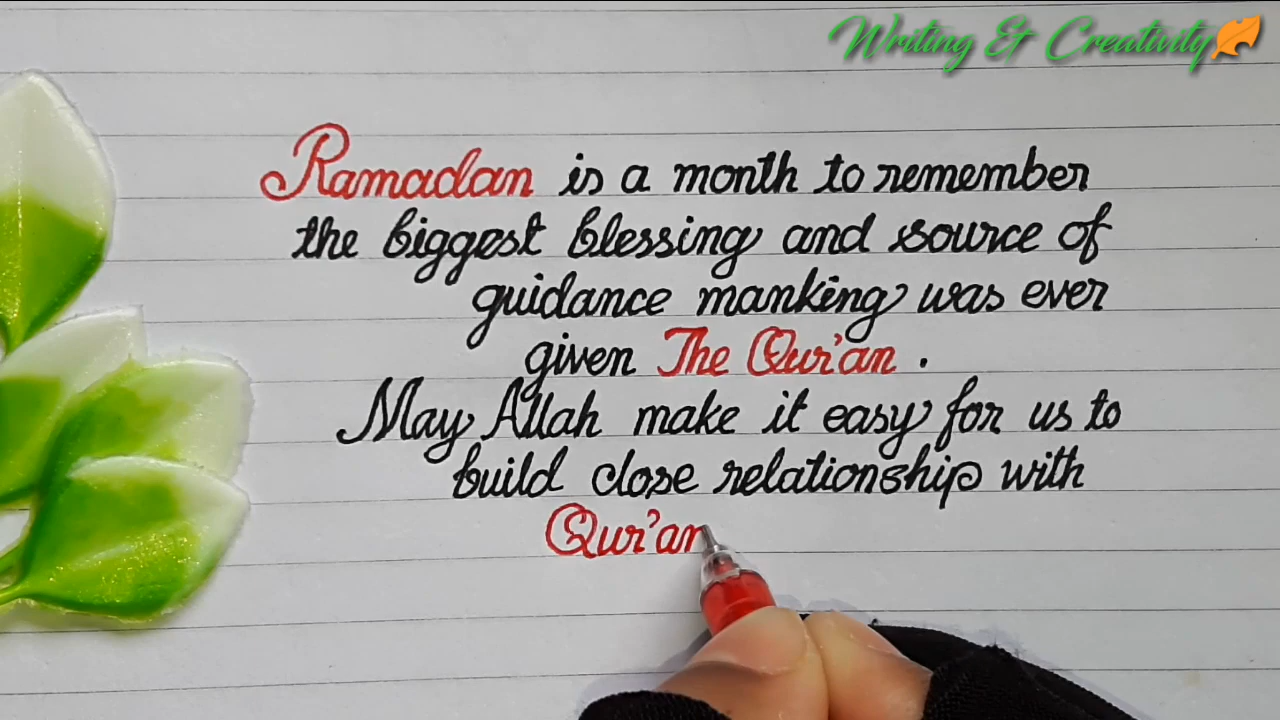 Writing & Creativity
Ramadan is a month to remember
the biggest blessing and source of
guidance manking was ever
given The Qur'an .
May Allah make it easy for us to
build close relationship with
Qur'an